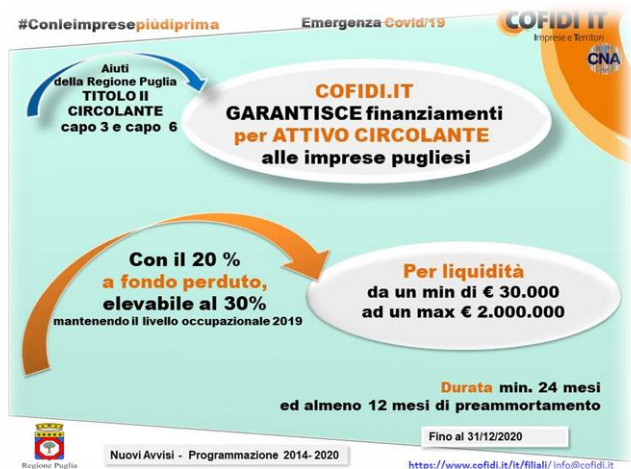 #Conleimpresepiùdiprima
Emergenza Covid/19
COFIDI IT
Imprese e Territori
CNA
Aiuti
della Regione Puglia
TITOLO II
CIRCOLANTE
capo 3 e capo 6
COFIDI.IT
GARANTISCE finanziamenti
per ATTIVO CIRCOLANTE
alle imprese pugliesi
Con il 20 %
a fondo perduto,
elevabile al 30%
mantenendo il livello occupazionale 2019
Per liquidità
da un min di € 30.000
ad un max € 2.000.000
Durata min. 24 mesi
ed almeno 12 mesi di preammortamento
Fino al 31/12/2020
Regione Puglia
Nuovi Avvisi - Programmazione 2014- 2020
https://www.cofidi.it/it/filiali/ info@cofidi.it